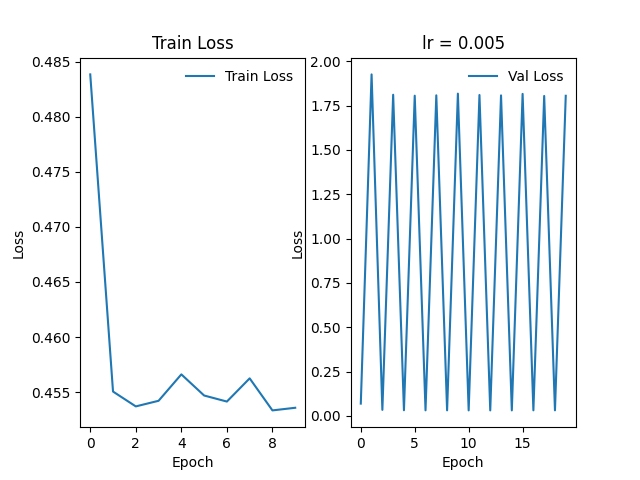 Train Loss
Train Loss
0.485
0.480
0.475
0.470
0.465
0.460
0.455
Loss
0 2 4 6 8
Epoch
lr = 0.005
Val Loss
2.00
1.75
1.50
1.25
1.00
0.75
0.50
0.25
0.00
Loss
0 5 10 15
Epoch